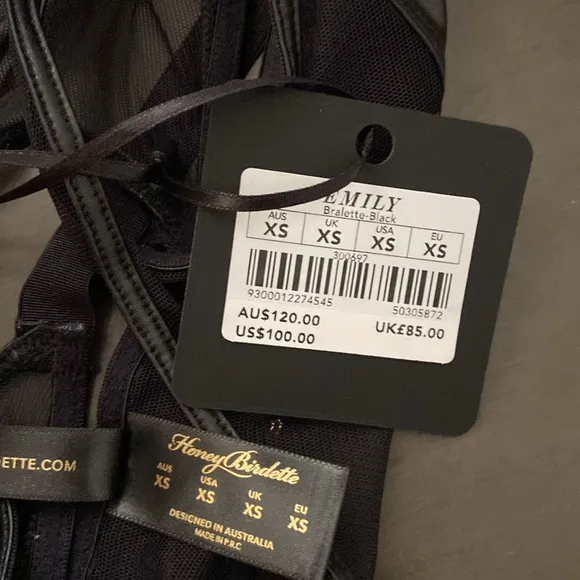 EMILY
Bralette-Black
AUS UK USA EU
XS XS XS XS
300697
9300012274545 50305872
AU$120.00
US$100.00 UK£85.00
ETTE.COM
Honey Birdette
AUS USA UK EU
XS XS XS XS
DESIGNED IN AUSTRALIA
MADE IN P.R.C